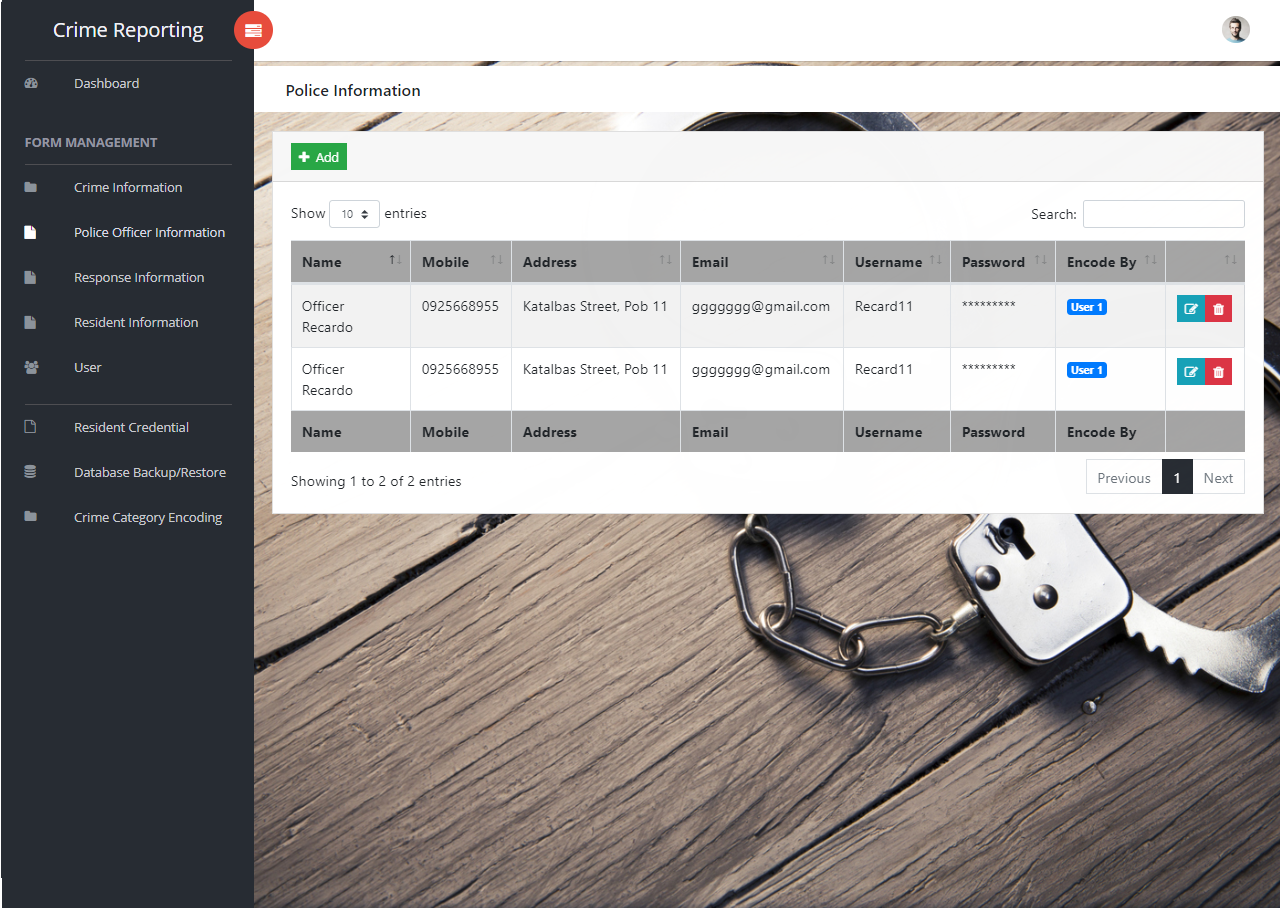 Crime Reporting
Dashboard
FORM MANAGEMENT
Crime Information
Police Officer Information
Response Information
Resident Information
User
Resident Credential
Database Backup/Restore
Crime Category Encoding
Police Information
Add
Show 10 entries
Search:
Name Mobile Address Email Username Password Encode By
Officer Recardo 0925668955 Katalbas Street, Pob 11 ggggggg@gmail.com Recard11 ********* User 1
Officer Recardo 0925668955 Katalbas Street, Pob 11 ggggggg@gmail.com Recard11 ********* User 1
Name Mobile Address Email Username Password Encode By
Showing 1 to 2 of 2 entries
Previous 1 Next